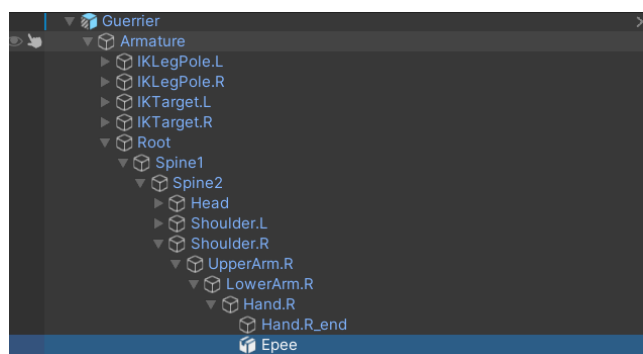 Guerrier
Armature
IKLegPole.L
IKLegPole.R
IKTarget.L
IKTarget.R
Root
Spine1
Spine2
Head
Shoulder.L
Shoulder.R
UpperArm.R
LowerArm.R
Hand.R
Hand.R_end
Epee